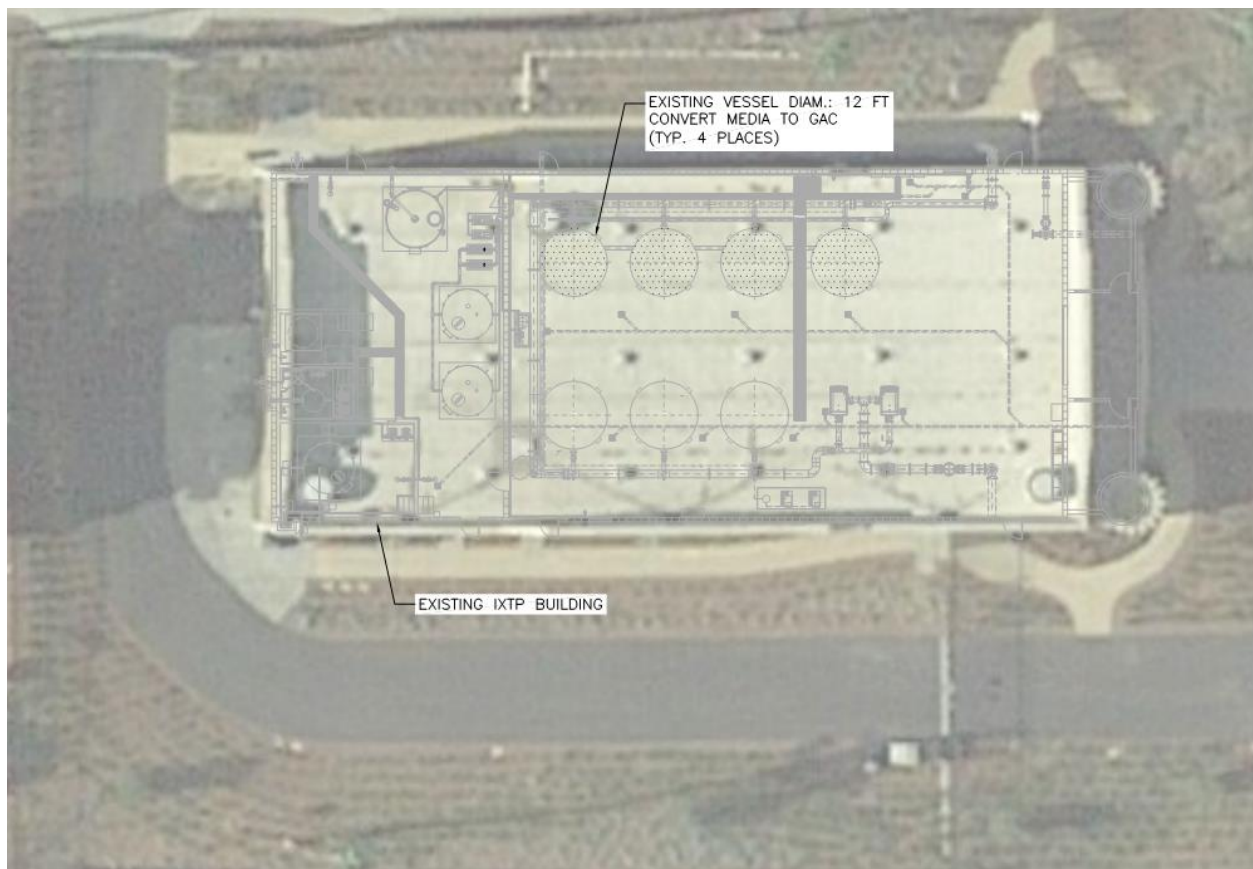 EXISTING VESSEL DIAM.: 12 FT
CONVERT MEDIA TO GAC
(TYP. 4 PLACES)
EXISTING IXTP BUILDING